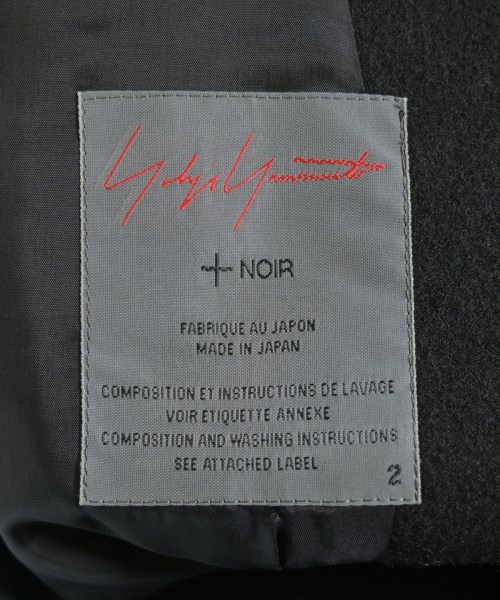 Yohji Yamamoto
+ NOIR
FABRIQUE AU JAPON
MADE IN JAPAN
COMPOSITION ET INSTRUCTIONS DE LAVAGE
VOIR ETIQUETTE ANNEXE
COMPOSITION AND WASHING INSTRUCTIONS
SEE ATTACHED LABEL
2